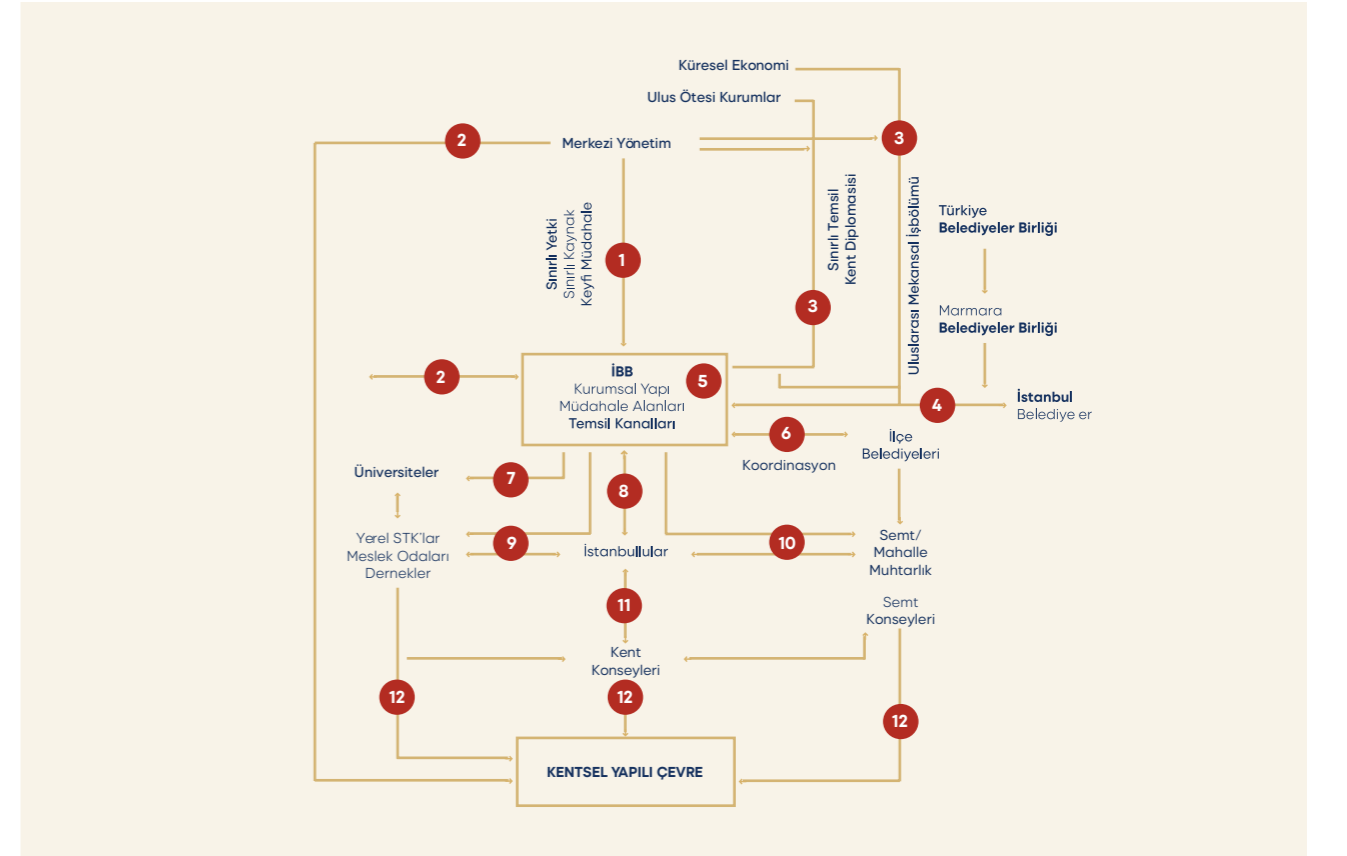 Küresel Ekonomi
Ulus Ötesi Kurumlar
2
Merkezi Yönetim
3
Sınırlı Yetki
Sınırlı Kaynak
Keyfi Müdahale
1
Sınırlı Temsil
Kent Diplomasisi
3
Uluslarası Mekansal İşbölümü
Türkiye
Belediyeler Birliği
Marmara
Belediyeler Birliği
2
İBB
Kurumsal Yapı
Müdahale Alanları
Temsil Kanalları
5
4
İstanbul
Belediye er
6
Koordinasyon
İlçe
Belediyeleri
Üniversiteler
7
8
Yerel STK'lar
Meslek Odaları
Dernekler
9
İstanbullular
10
Semt/
Mahalle
Muhtarlık
11
Semt
Konseyleri
Kent
Konseyleri
12
12
12
KENTSEL YAPILI ÇEVRE